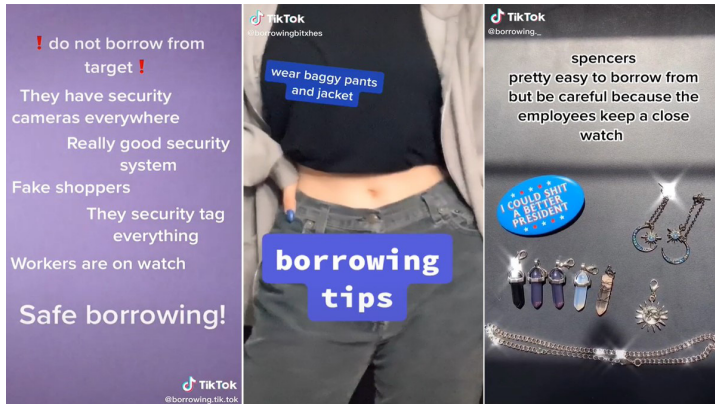 ❗ do not borrow from
target❗
They have security
cameras everywhere
Really good security
system
Fake shoppers
They security tag
everything
Workers are on watch
Safe borrowing!
TikTok
@borrowing.tik.tok
TikTok
@borrowingbitxhes
wear baggy pants
and jacket
borrowing
tips
TikTok
@borrowing._
spencers
pretty easy to borrow from
but be careful because the
employees keep a close
watch
I COULD SHIT
A BETTER
PRESIDENT